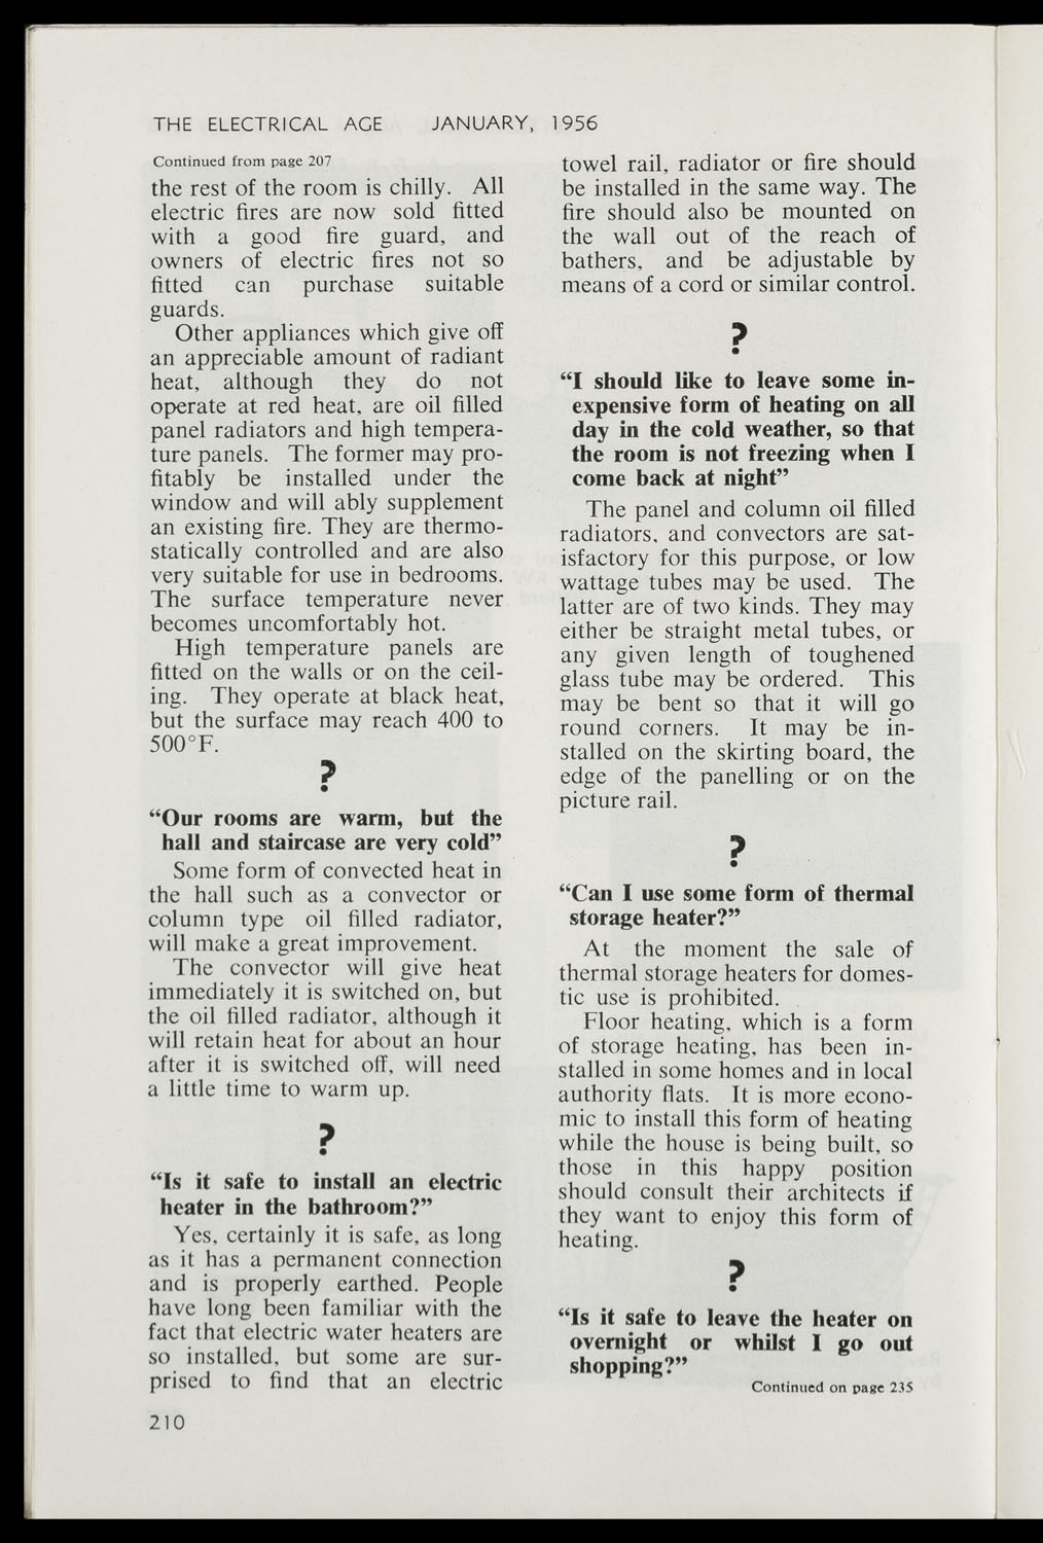 THE ELECTRICAL AGE JANUARY, 1956
Continued from page 207
the rest of the room is chilly. All
electric fires are now sold fitted
with a good fire guard, and
owners of electric fires not so
fitted can purchase suitable
guards.
Other appliances which give off
an appreciable amount of radiant
heat, although they do not
operate at red heat, are oil filled
panel radiators and high tempera-
ture panels. The former may pro-
fitably be installed under the
window and will ably supplement
an existing fire. They are thermo-
statically controlled and are also
very suitable for use in bedrooms.
The surface temperature never
becomes uncomfortably hot.
High temperature panels are
fitted on the walls or on the ceil-
ing. They operate at black heat,
but the surface may reach 400 to
500°F.
?
“Our rooms are warm, but the
hall and staircase are very cold”
Some form of convected heat in
the hall such as a convector or
column type oil filled radiator,
will make a great improvement.
The convector will give heat
immediately it is switched on, but
the oil filled radiator, although it
will retain heat for about an hour
after it is switched off, will need
a little time to warm up.
?
“Is it safe to install an electric
heater in the bathroom?”
Yes, certainly it is safe, as long
as it has a permanent connection
and is properly earthed. People
have long been familiar with the
fact that electric water heaters are
so installed, but some are sur-
prised to find that an electric
towel rail, radiator or fire should
be installed in the same way. The
fire should also be mounted on
the wall out of the reach of
bathers, and be adjustable by
means of a cord or similar control.
?
“I should like to leave some in-
expensive form of heating on all
day in the cold weather, so that
the room is not freezing when I
come back at night”
The panel and column oil filled
radiators, and convectors are sat-
isfactory for this purpose, or low
wattage tubes may be used. The
latter are of two kinds. They may
either be straight metal tubes, or
any given length of toughened
glass tube may be ordered. This
may be bent so that it will go
round corners. It may be in-
stalled on the skirting board, the
edge of the panelling or on the
picture rail.
?
“Can I use some form of thermal
storage heater?”
At the moment the sale of
thermal storage heaters for domes-
tic use is prohibited.
Floor heating, which is a form
of storage heating, has been in-
stalled in some homes and in local
authority flats. It is more econo-
mic to install this form of heating
while the house is being built, so
those in this happy position
should consult their architects if
they want to enjoy this form of
heating.
?
“Is it safe to leave the heater on
overnight or whilst I go out
shopping?”
Continued on page 235
210